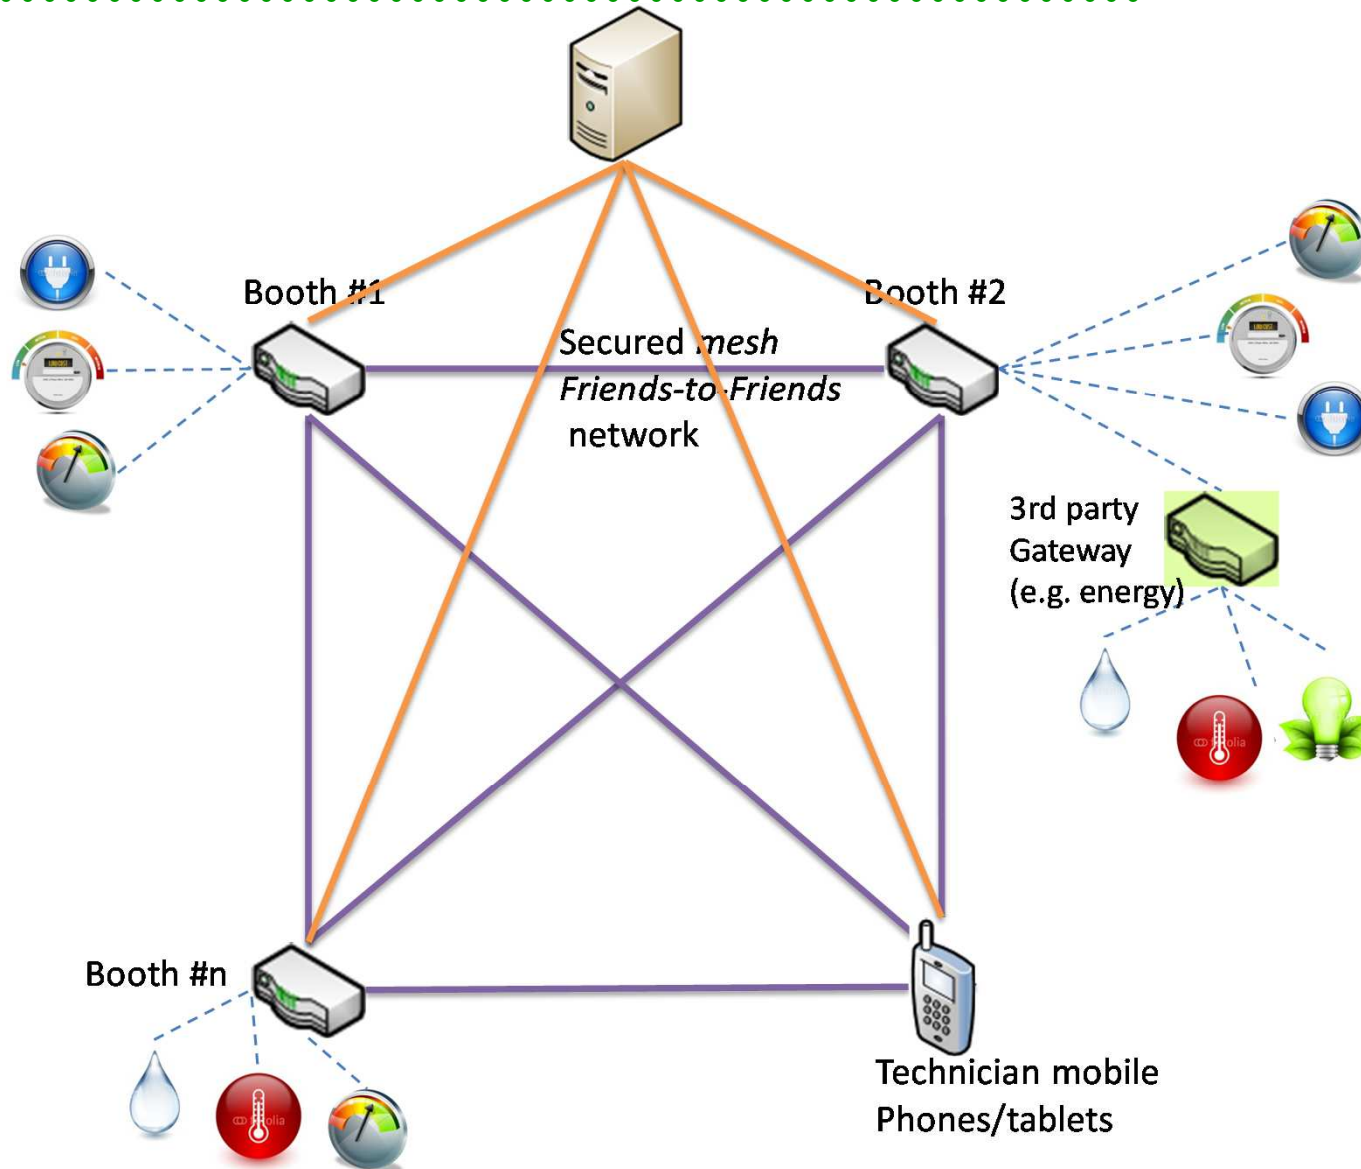 Booth #1
Booth #2
Secured mesh
Friends-to-Friends
network
3rd party
Gateway
(e.g. energy)
Booth #n
Technician mobile
Phones/tablets